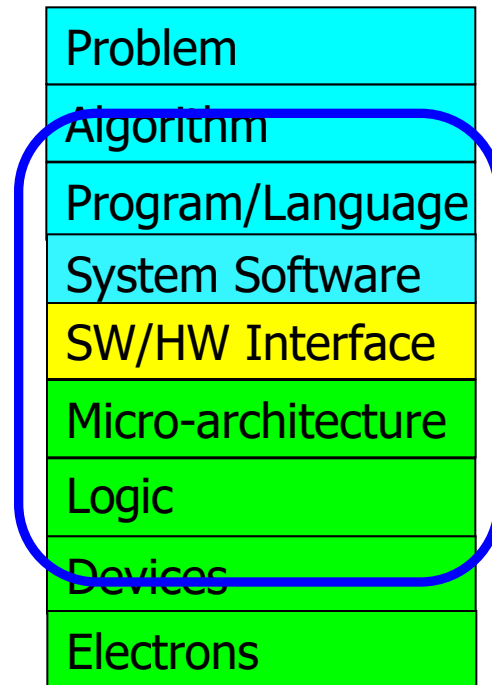 Problem
Algorithm
Program/Language
System Software
SW/HW Interface
Micro-architecture
Logic
Devices
Electrons